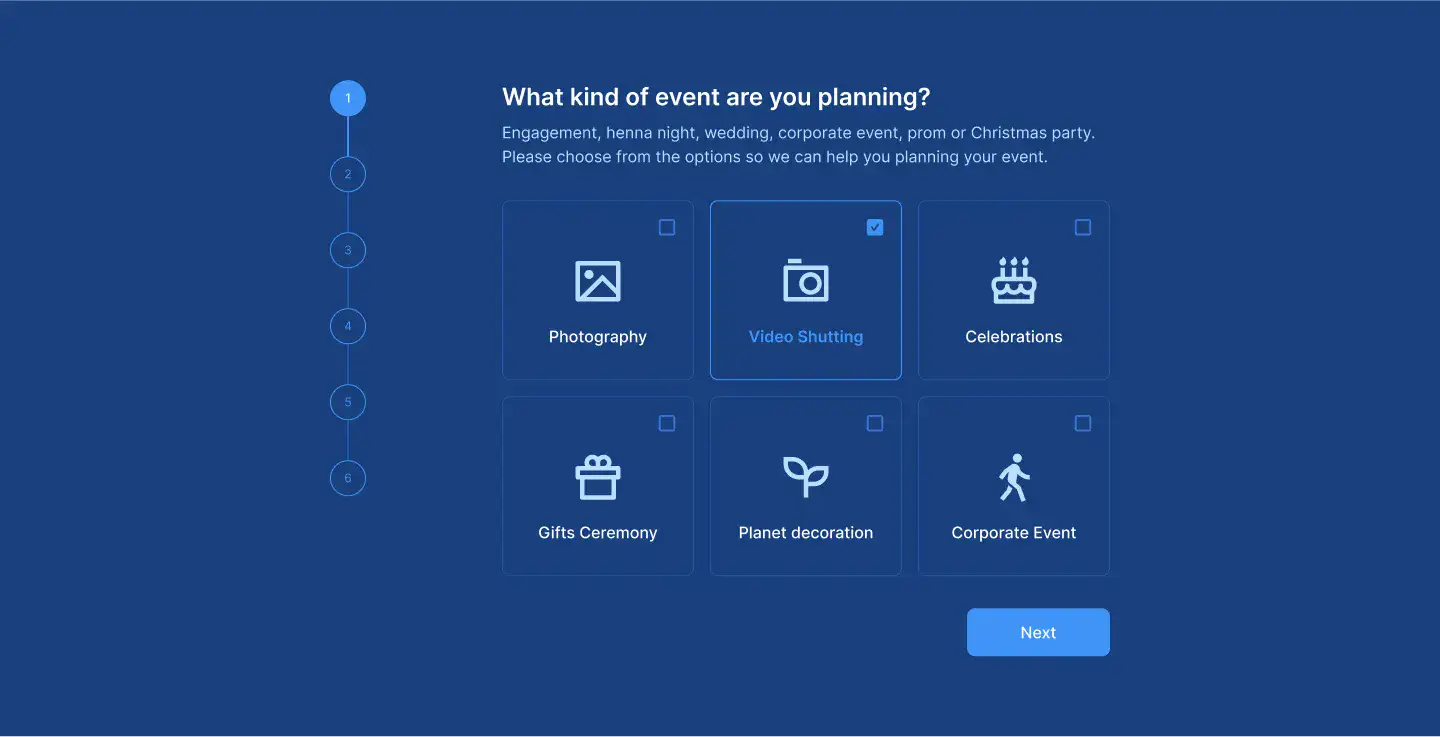 1
2
3
4
5
6
What kind of event are you planning?
Engagement, henna night, wedding, corporate event, prom or Christmas party.
Please choose from the options so we can help you planning your event.
Photography
Video Shutting
Celebrations
Gifts Ceremony
Planet decoration
Corporate Event
Next